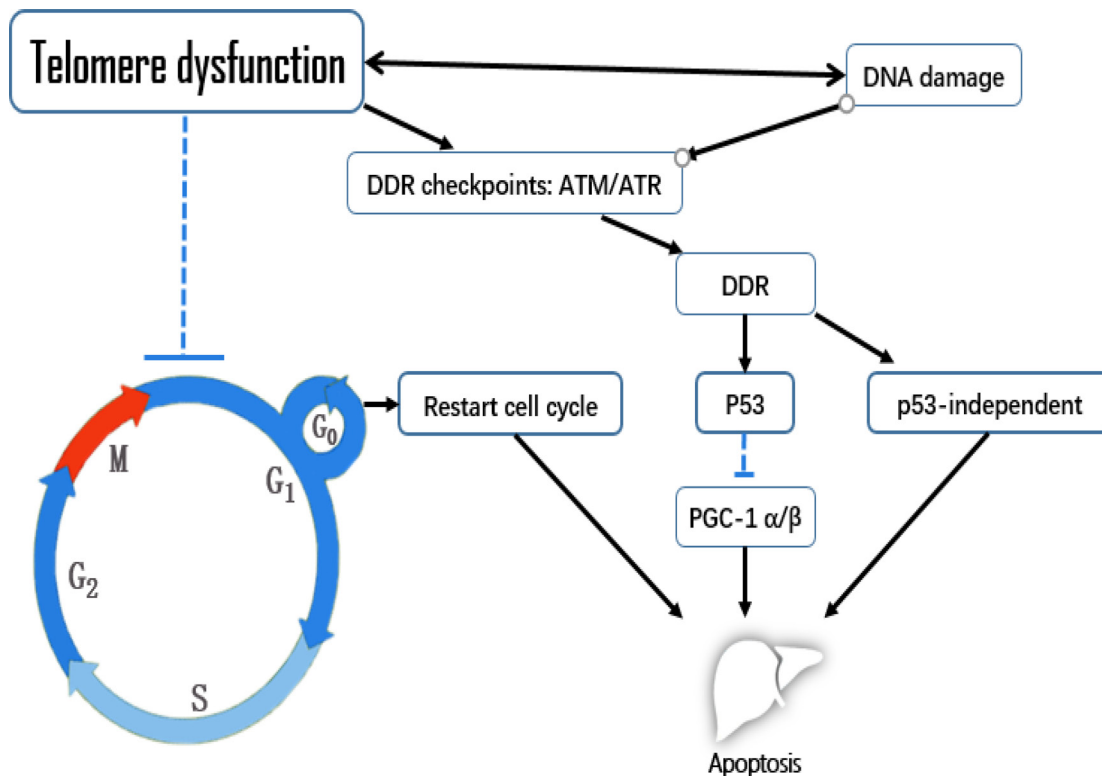 Telomere dysfunction
DNA damage
DDR checkpoints: ATM/ATR
DDR
P53
p53-independent
Restart cell cycle
PGC-1 α/β
G₀
G₁
M
G₂
S
Apoptosis